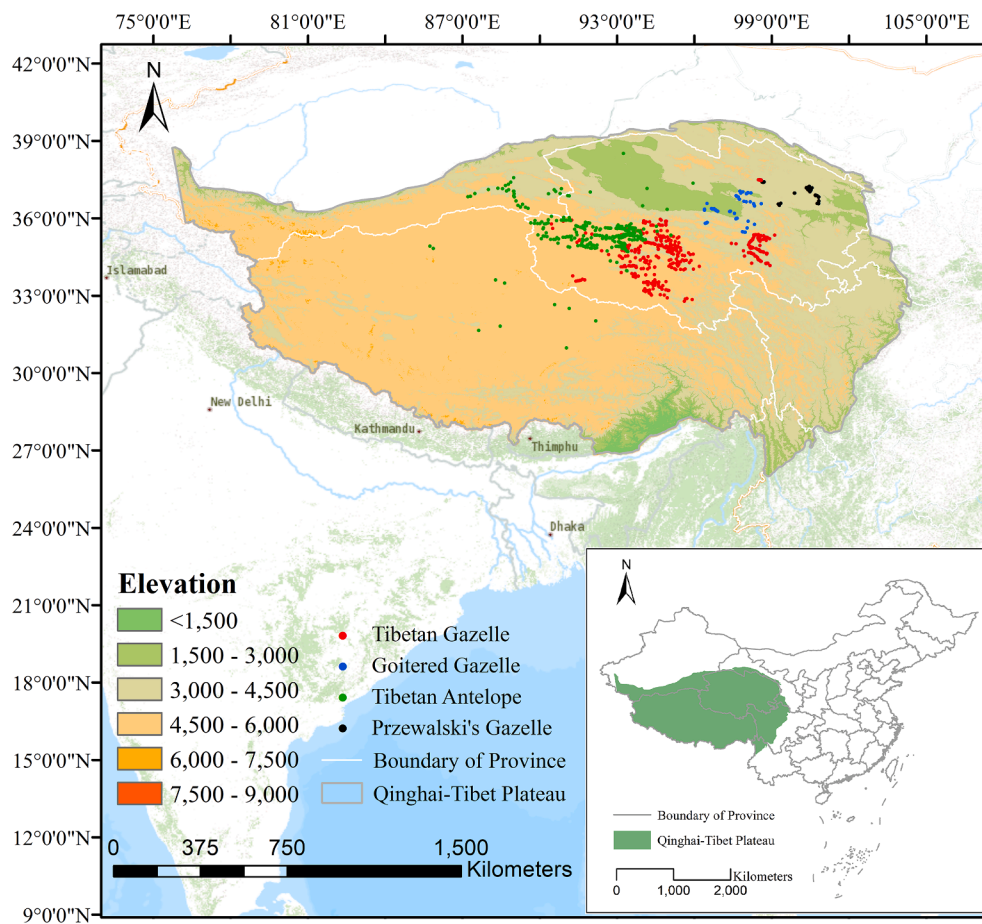 75°0'0"E 81°0'0"E 87°0'0"E 93°0'0"E 99°0'0"E 105°0'0"E
42°0'0"N
N
39°0'0"N
36°0'0"N
Islamabad
33°0'0"N
30°0'0"N
New Delhi
Kathmandu
Thimphu
27°0'0"N
Dhaka
24°0'0"N
21°0'0"N
18°0'0"N
15°0'0"N
12°0'0"N
9°0'0"N
Elevation
<1,500
1,500 - 3,000
3,000 - 4,500
4,500 - 6,000
6,000 - 7,500
7,500 - 9,000
Tibetan Gazelle
Goitered Gazelle
Tibetan Antelope
Przewalski's Gazelle
Boundary of Province
Qinghai-Tibet Plateau
0 375 750 1,500
Kilometers
N
Boundary of Province
Qinghai-Tibet Plateau
Kilometers
0 1,000 2,000